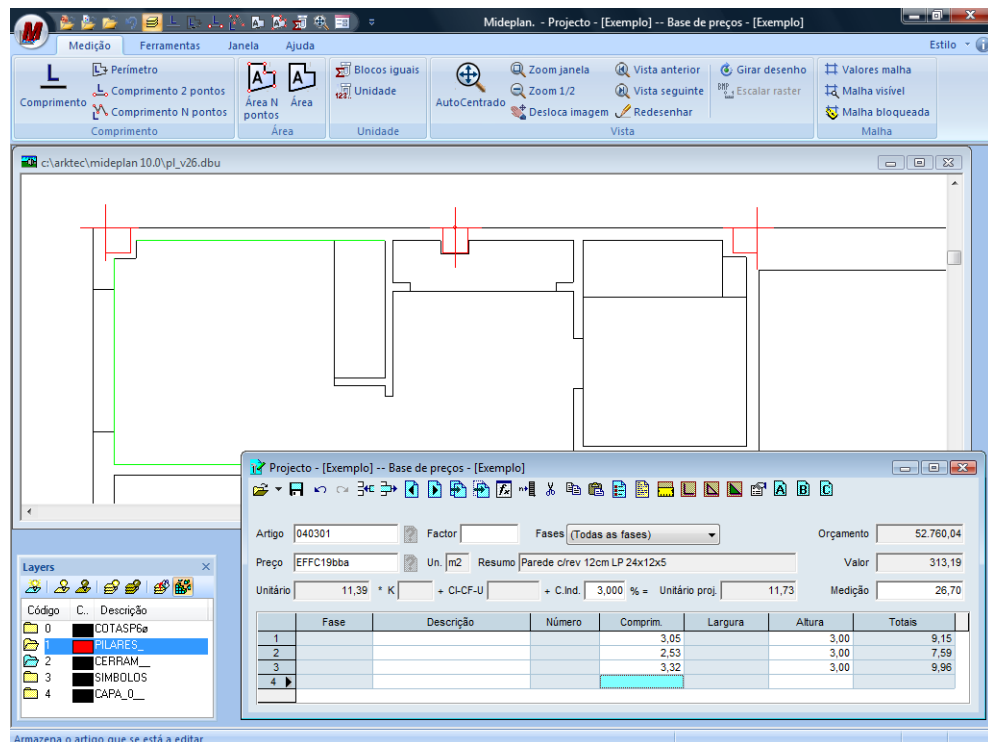 Mideplan. - Projecto - [Exemplo] -- Base de preços - [Exemplo]
Medição Ferramentas Janela Ajuda Estilo
Comprimento
Perímetro
Comprimento 2 pontos
Comprimento N pontos
Comprimento
Área N pontos
Área
Área
Blocos iguais
Unidade
Unidade
AutoCentrado
Zoom janela
Zoom 1/2
Desloca imagem
Vista anterior
Vista seguinte
Redesenhar
Girar desenho
Escalar raster
Vista
Valores malha
Malha visível
Malha bloqueada
Malha
c:\arktec\mideplan 10.0\pl_v26.dbu
Layers
Código C.. Descrição
0 COTASP6ø
1 PILARES_
2 CERRAM__
3 SIMBOLOS
4 CAPA_0__
Projecto - [Exemplo] -- Base de preços - [Exemplo]
Artigo 040301 Factor Fases (Todas as fases) Orçamento 52.760,04
Preço EFFC19bba Un. m2 Resumo Parede c/rev 12cm LP 24x12x5 Valor 313,19
Unitário 11,39 * K + CI-CF-U + C.Ind. 3,000 % = Unitário proj. 11,73 Medição 26,70
Fase Descrição Número Comprim. Largura Altura Totais
1 3,05 3,00 9,15
2 2,53 3,00 7,59
3 3,32 3,00 9,96
4
Armazena o artigo que se está a editar